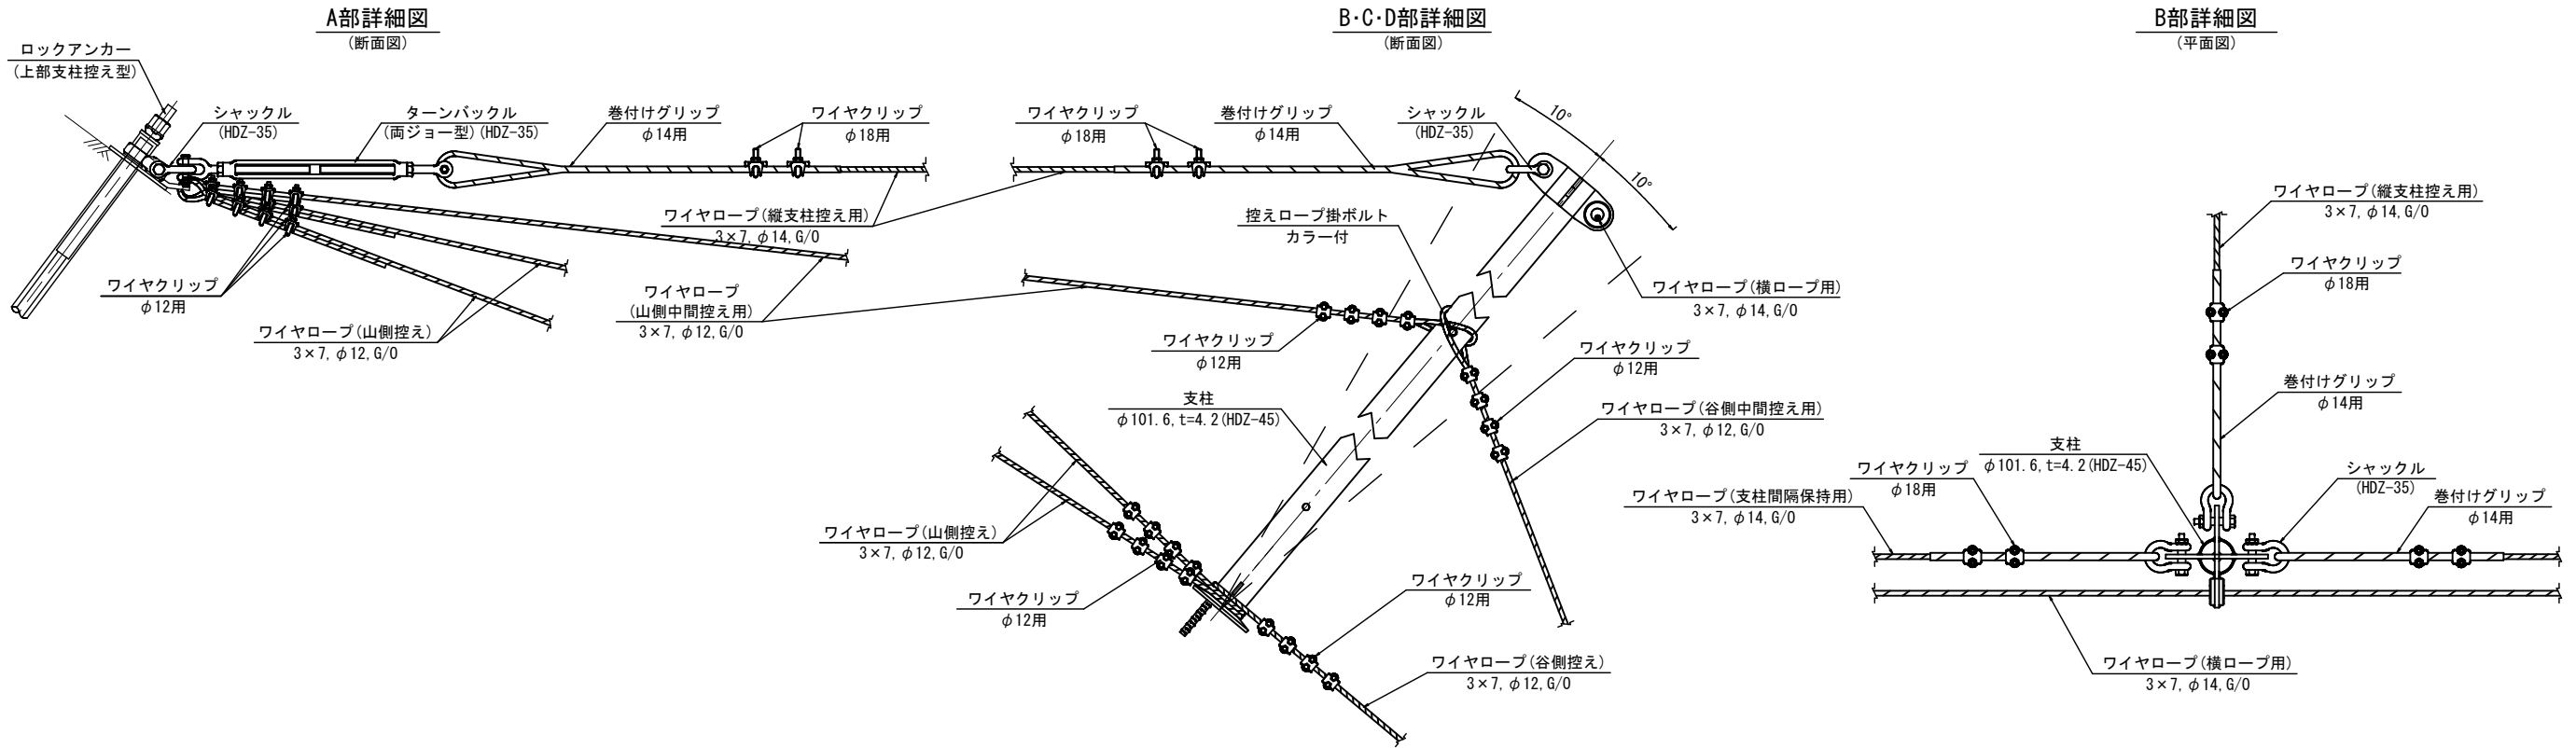 A部詳細図
(断面図)
ロックアンカー
(上部支柱控え型)
シャックル
(HDZ-35)
ターンバックル
(両ジョー型)(HDZ-35)
巻付けグリップ
φ14用
ワイヤクリップ
φ18用
ワイヤロープ(縦支柱控え用)
3×7, φ14, G/O
ワイヤクリップ
φ12用
ワイヤロープ(山側控え)
3×7, φ12, G/O
ワイヤロープ
(山側中間控え用)
3×7, φ12, G/O
B・C・D部詳細図
(断面図)
ワイヤクリップ
φ18用
巻付けグリップ
φ14用
シャックル
(HDZ-35)
10°
10°
控えロープ掛ボルト
カラー付
ワイヤロープ(横ロープ用)
3×7, φ14, G/O
ワイヤクリップ
φ12用
ワイヤクリップ
φ12用
支柱
φ101.6, t=4.2(HDZ-45)
ワイヤロープ(谷側中間控え用)
3×7, φ12, G/O
ワイヤロープ(山側控え)
3×7, φ12, G/O
ワイヤクリップ
φ12用
ワイヤクリップ
φ12用
ワイヤロープ(谷側控え)
3×7, φ12, G/O
B部詳細図
(平面図)
ワイヤロープ(縦支柱控え用)
3×7, φ14, G/O
ワイヤクリップ
φ18用
巻付けグリップ
φ14用
支柱
φ101.6, t=4.2(HDZ-45)
ワイヤクリップ
φ18用
シャックル
(HDZ-35)
ワイヤロープ(支柱間隔保持用)
3×7, φ14, G/O
巻付けグリップ
φ14用
ワイヤロープ(横ロープ用)
3×7, φ14, G/O